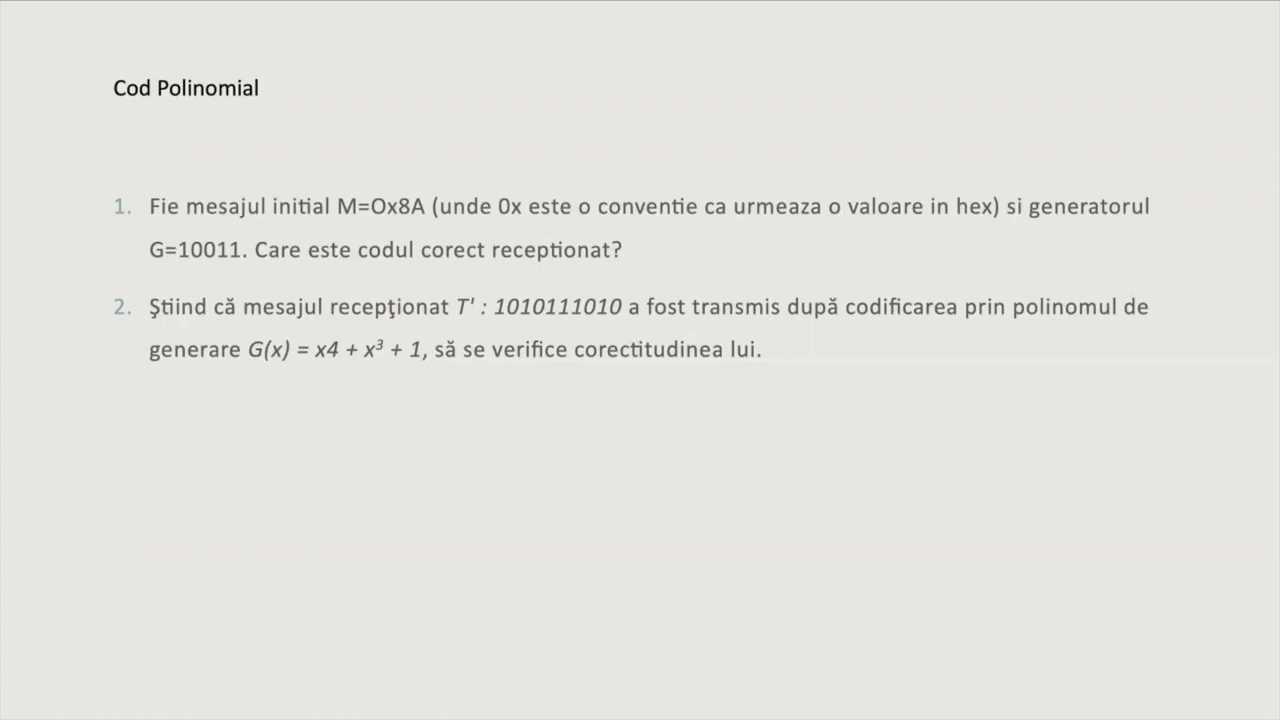 Cod Polinomial
1. Fie mesajul initial M=Ox8A (unde 0x este o conventie ca urmeaza o valoare in hex) si generatorul
G=10011. Care este codul corect receptionat?
2. Ştiind că mesajul recepţionat T' : 1010111010 a fost transmis după codificarea prin polinomul de
generare G(x) = x4 + x³ + 1, să se verifice corectitudinea lui.